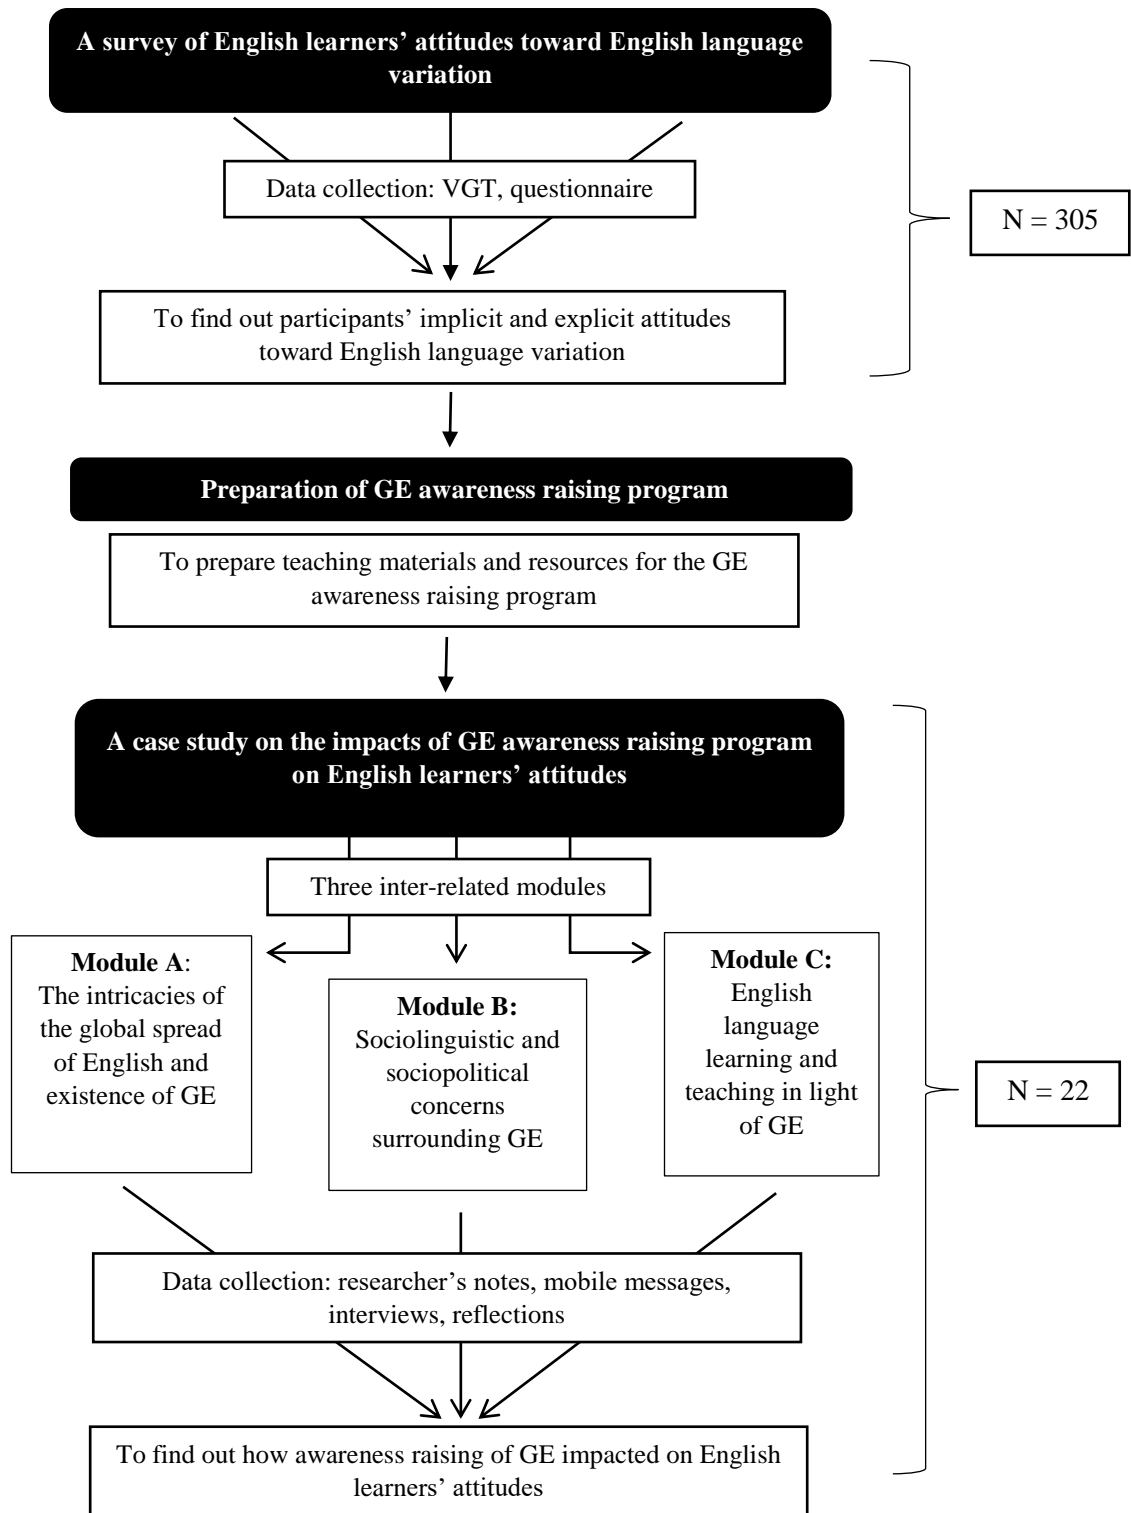 A survey of English learners’ attitudes toward English language
variation
Data collection: VGT, questionnaire
N = 305
To find out participants’ implicit and explicit attitudes
toward English language variation
Preparation of GE awareness raising program
To prepare teaching materials and resources for the GE
awareness raising program
A case study on the impacts of GE awareness raising program
on English learners’ attitudes
Three inter-related modules
Module A:
The intricacies of
the global spread
of English and
existence of GE
Module B:
Sociolinguistic and
sociopolitical
concerns
surrounding GE
Module C:
English
language
learning and
teaching in light
of GE
N = 22
Data collection: researcher’s notes, mobile messages,
interviews, reflections
To find out how awareness raising of GE impacted on English
learners’ attitudes